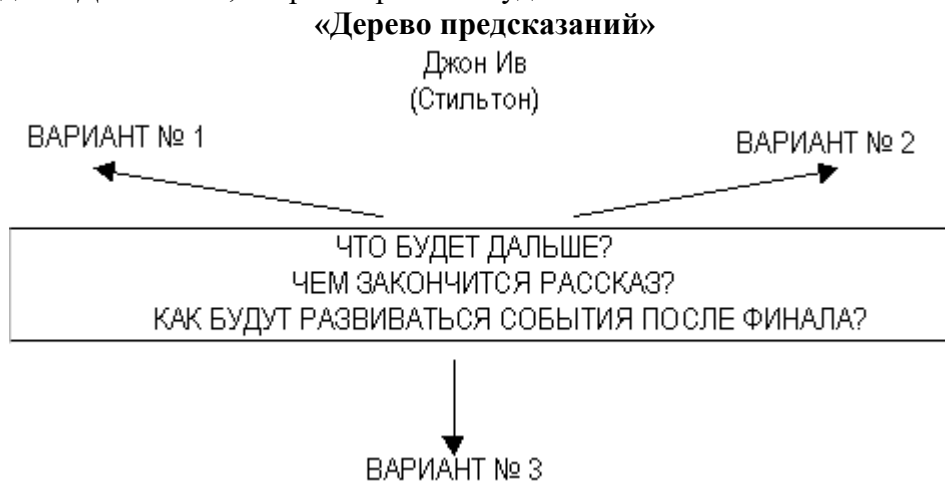 «Дерево предсказаний»
Джон Ив
(Стильтон)
ВАРИАНТ № 1
ВАРИАНТ № 2
ЧТО БУДЕТ ДАЛЬШЕ?
ЧЕМ ЗАКОНЧИТСЯ РАССКАЗ?
КАК БУДУТ РАЗВИВАТЬСЯ СОБЫТИЯ ПОСЛЕ ФИНАЛА?
ВАРИАНТ № 3